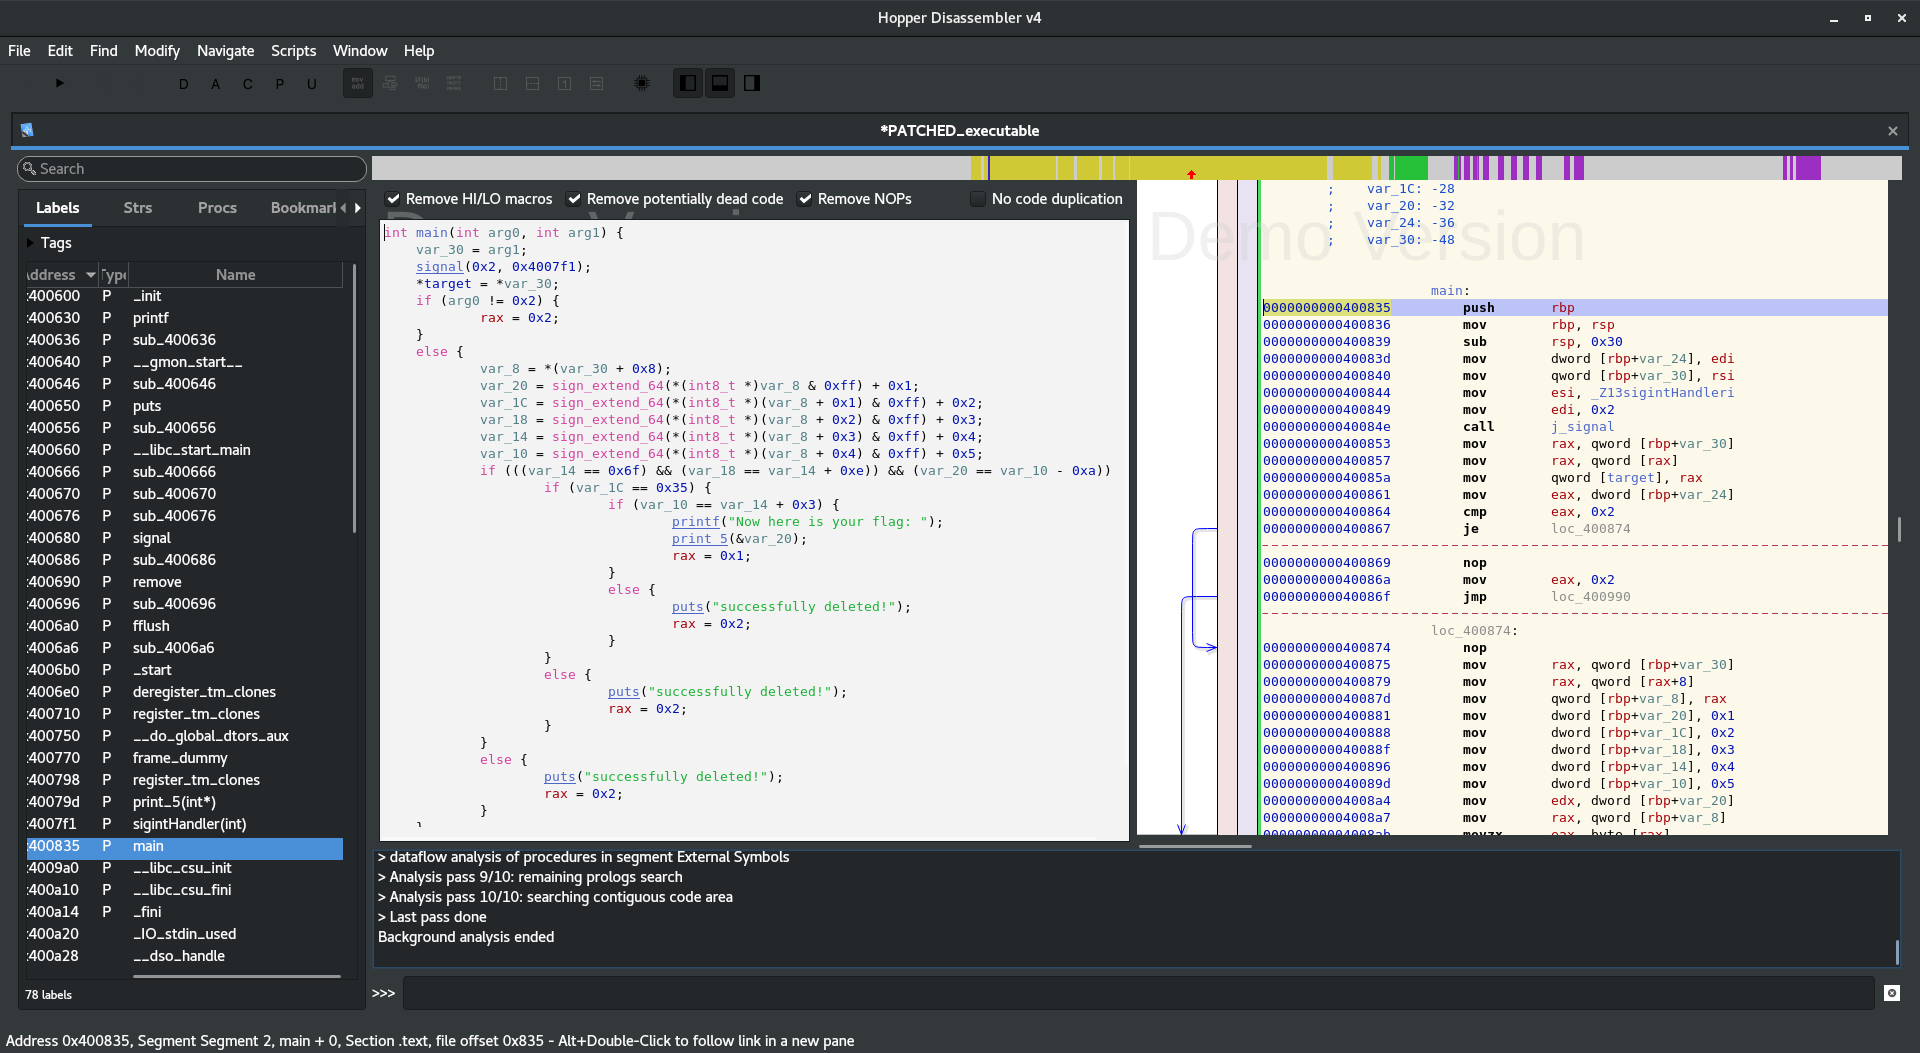 Hopper Disassembler v4
File Edit Find Modify Navigate Scripts Window Help
D A C P U
*PATCHED_executable
Search
Labels Strs Procs Bookmarl
Tags
Address Type Name
:400600 P _init
:400630 P printf
:400636 P sub_400636
:400640 P __gmon_start__
:400646 P sub_400646
:400650 P puts
:400656 P sub_400656
:400660 P __libc_start_main
:400666 P sub_400666
:400670 P sub_400670
:400676 P sub_400676
:400680 P signal
:400686 P sub_400686
:400690 P remove
:400696 P sub_400696
:4006a0 P fflush
:4006a6 P sub_4006a6
:4006b0 P _start
:4006e0 P deregister_tm_clones
:400710 P register_tm_clones
:400750 P __do_global_dtors_aux
:400770 P frame_dummy
:400798 P register_tm_clones
:40079d P print_5(int*)
:4007f1 P sigintHandler(int)
:400835 P main
:4009a0 P __libc_csu_init
:400a10 P __libc_csu_fini
:400a14 P _fini
:400a20 _IO_stdin_used
:400a28 __dso_handle
78 labels
Remove HI/LO macros Remove potentially dead code Remove NOPs No code duplication
int main(int arg0, int arg1) {
var_30 = arg1;
signal(0x2, 0x4007f1);
*target = *var_30;
if (arg0 != 0x2) {
rax = 0x2;
}
else {
var_8 = *(var_30 + 0x8);
var_20 = sign_extend_64(*(int8_t *)var_8 & 0xff) + 0x1;
var_1C = sign_extend_64(*(int8_t *)(var_8 + 0x1) & 0xff) + 0x2;
var_18 = sign_extend_64(*(int8_t *)(var_8 + 0x2) & 0xff) + 0x3;
var_14 = sign_extend_64(*(int8_t *)(var_8 + 0x3) & 0xff) + 0x4;
var_10 = sign_extend_64(*(int8_t *)(var_8 + 0x4) & 0xff) + 0x5;
if (((var_14 == 0x6f) && (var_18 == var_14 + 0xe)) && (var_20 == var_10 - 0xa))
if (var_1C == 0x35) {
if (var_10 == var_14 + 0x3) {
printf("Now here is your flag: ");
print_5(&var_20);
rax = 0x1;
}
else {
puts("successfully deleted!");
rax = 0x2;
}
}
else {
puts("successfully deleted!");
rax = 0x2;
}
}
else {
puts("successfully deleted!");
rax = 0x2;
}
}
Demo Version
; var_1C: -28
; var_20: -32
; var_24: -36
; var_30: -48
main:
0000000000400835 push rbp
0000000000400836 mov rbp, rsp
0000000000400839 sub rsp, 0x30
000000000040083d mov dword [rbp+var_24], edi
0000000000400840 mov qword [rbp+var_30], rsi
0000000000400844 mov esi, _Z13sigintHandleri
0000000000400849 mov edi, 0x2
000000000040084e call j_signal
0000000000400853 mov rax, qword [rbp+var_30]
0000000000400857 mov rax, qword [rax]
000000000040085a mov qword [target], rax
0000000000400861 mov eax, dword [rbp+var_24]
0000000000400864 cmp eax, 0x2
0000000000400867 je loc_400874
0000000000400869 nop
000000000040086a mov eax, 0x2
000000000040086f jmp loc_400990
loc_400874:
0000000000400874 nop
0000000000400875 mov rax, qword [rbp+var_30]
0000000000400879 mov rax, qword [rax+8]
000000000040087d mov qword [rbp+var_8], rax
0000000000400881 mov dword [rbp+var_20], 0x1
0000000000400888 mov dword [rbp+var_1C], 0x2
000000000040088f mov dword [rbp+var_18], 0x3
0000000000400896 mov dword [rbp+var_14], 0x4
000000000040089d mov dword [rbp+var_10], 0x5
00000000004008a4 mov edx, dword [rbp+var_20]
00000000004008a7 mov rax, qword [rbp+var_8]
00000000004008ab movzx eax, byte [rax]
> dataflow analysis of procedures in segment External Symbols
> Analysis pass 9/10: remaining prologs search
> Analysis pass 10/10: searching contiguous code area
> Last pass done
Background analysis ended
>>>
Address 0x400835, Segment Segment 2, main + 0, Section .text, file offset 0x835 - Alt+Double-Click to follow link in a new pane